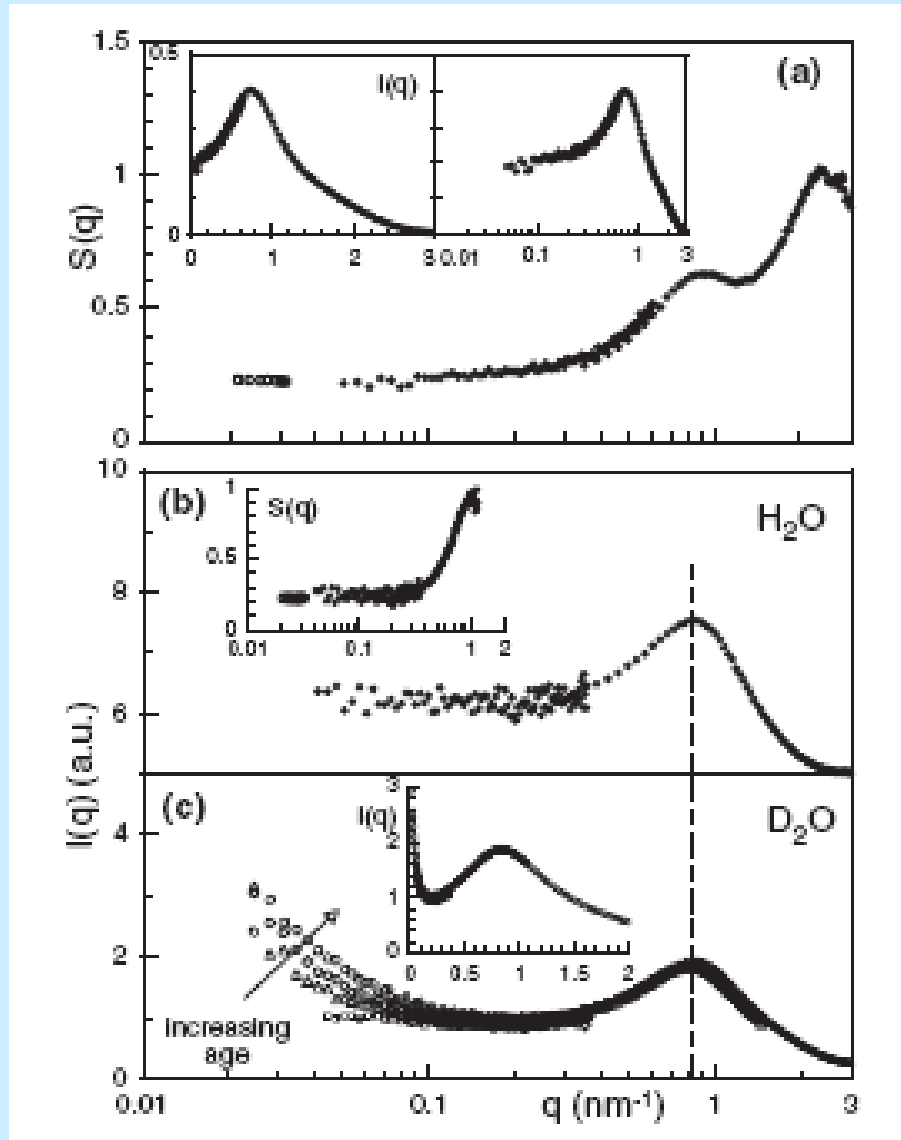 1.5
0.5
I(q)
(a)
1
S(q)
0
0 1 2 3 0.01 0.1 1 3
0.5
0
10
(b)
1
S(q)
H₂O
0.5
8
0
0.01 0.1 1 2
6
I(q) (a.u.)
(c)
3
I(q)
D₂O
2
4
1
0
0 0.5 1 1.5 2
2
increasing
age
0
0.01 0.1 q (nm⁻¹) 1 3